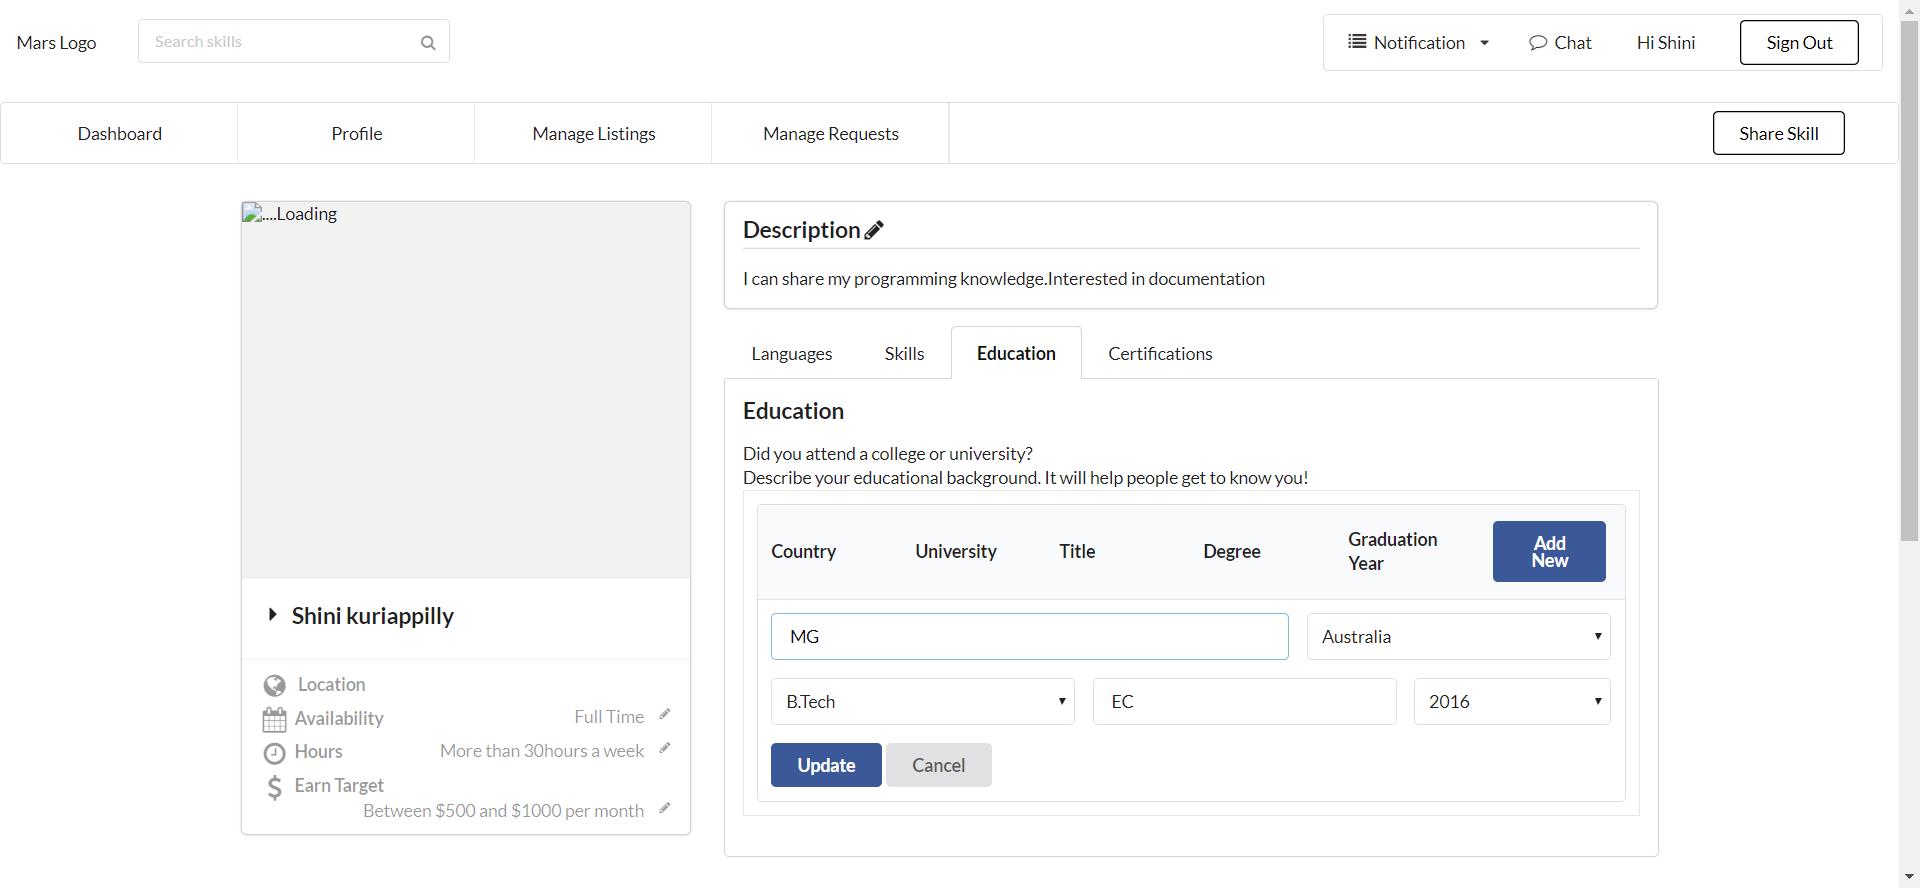 Mars Logo
Search skills
Notification
Chat
Hi Shini
Sign Out
Dashboard
Profile
Manage Listings
Manage Requests
Share Skill
....Loading
Shini kuriappilly
Location
Availability
Full Time
Hours
More than 30hours a week
Earn Target
Between $500 and $1000 per month
Description
I can share my programming knowledge.Interested in documentation
Languages
Skills
Education
Certifications
Education
Did you attend a college or university?
Describe your educational background. It will help people get to know you!
Country
University
Title
Degree
Graduation
Year
Add
New
MG
Australia
B.Tech
EC
2016
Update
Cancel